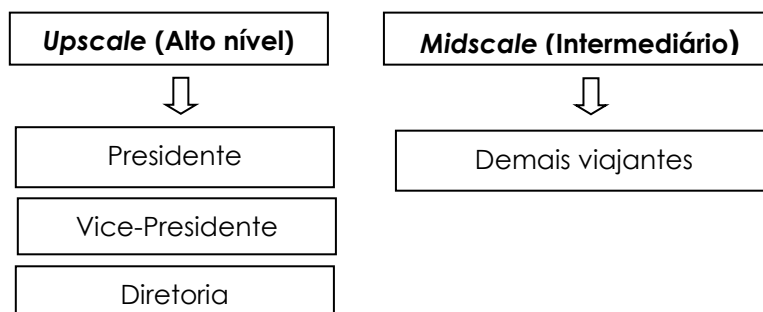 Upscale (Alto nível)
Midscale (Intermediário)
Presidente
Demais viajantes
Vice-Presidente
Diretoria